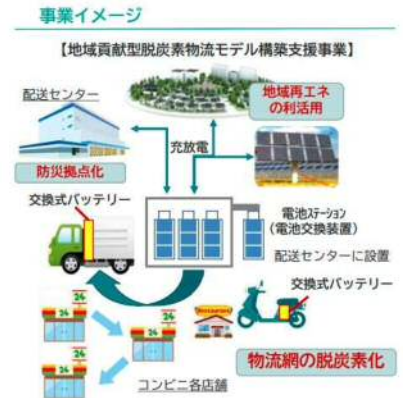 事業イメージ
【地域貢献型脱炭素物流モデル構築支援事業】
配送センター
地域再エネ
の利活用
充放電
防災拠点化
交換式バッテリー
電池ステーション
（電池交換装置）
配送センターに設置
交換式バッテリー
24
24
24
Restaurant
物流網の脱炭素化
コンビニ各店舗